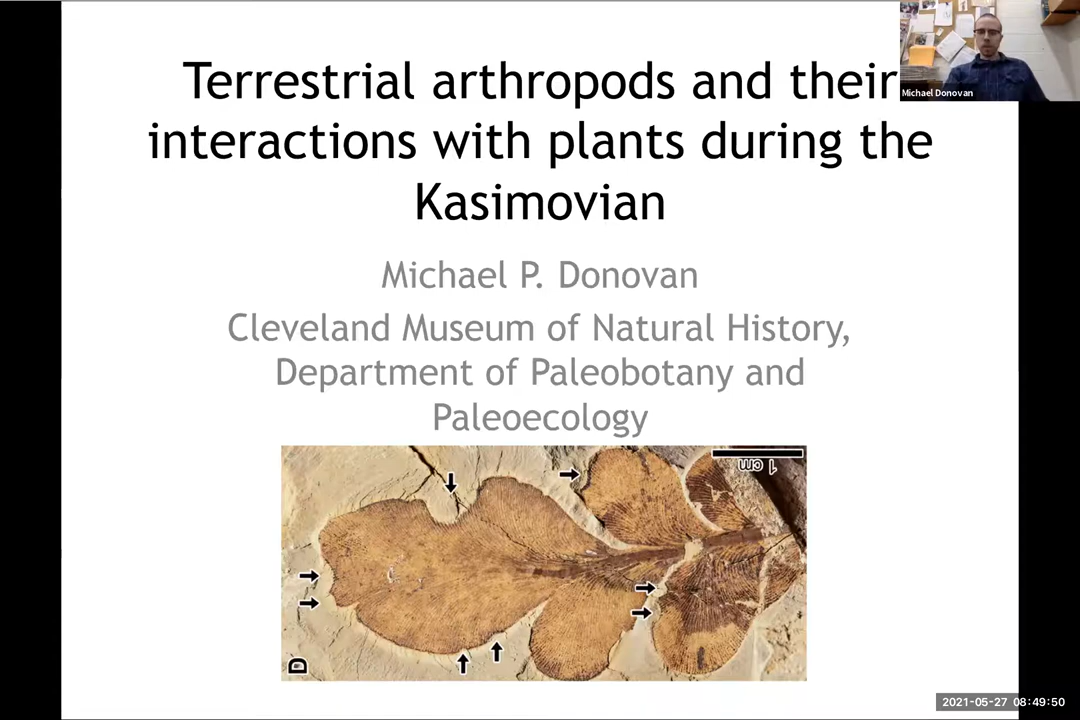 Terrestrial arthropods and their
interactions with plants during the
Kasimovian
Michael Donovan
Michael P. Donovan
Cleveland Museum of Natural History,
Department of Paleobotany and
Paleoecology
1 cm
D
2021-05-27 08:49:50